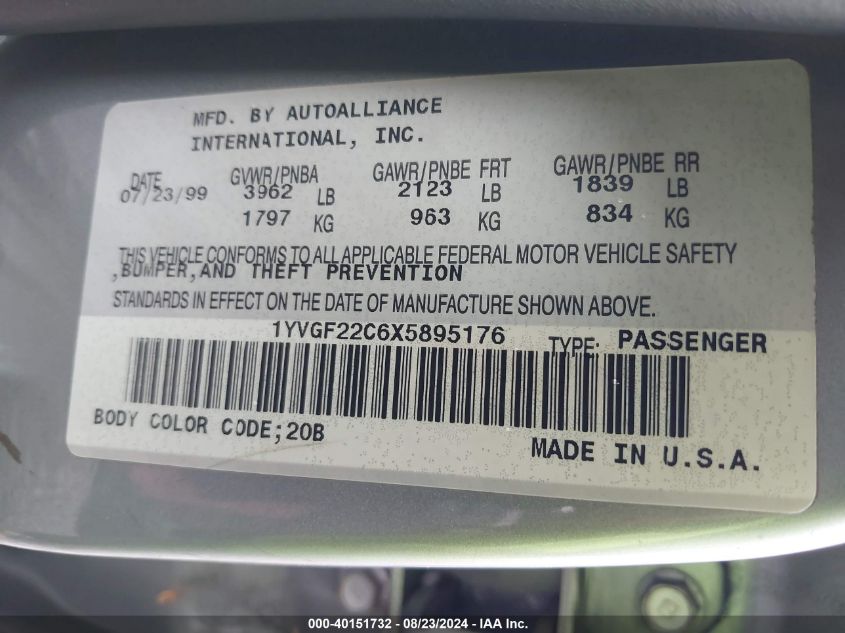 MFD. BY AUTOALLIANCE
INTERNATIONAL, INC.
DATE GVWR/PNBA GAWR/PNBE FRT GAWR/PNBE RR
07/23/99 3962 LB 2123 LB 1839 LB
1797 KG 963 KG 834 KG
THIS VEHICLE CONFORMS TO ALL APPLICABLE FEDERAL MOTOR VEHICLE SAFETY
,BUMPER,AND THEFT PREVENTION
STANDARDS IN EFFECT ON THE DATE OF MANUFACTURE SHOWN ABOVE.
1YVGF22C6X5895176 TYPE: PASSENGER
BODY COLOR CODE;20B
MADE IN U.S.A.
000-40151732 - 08/23/2024 - IAA Inc.